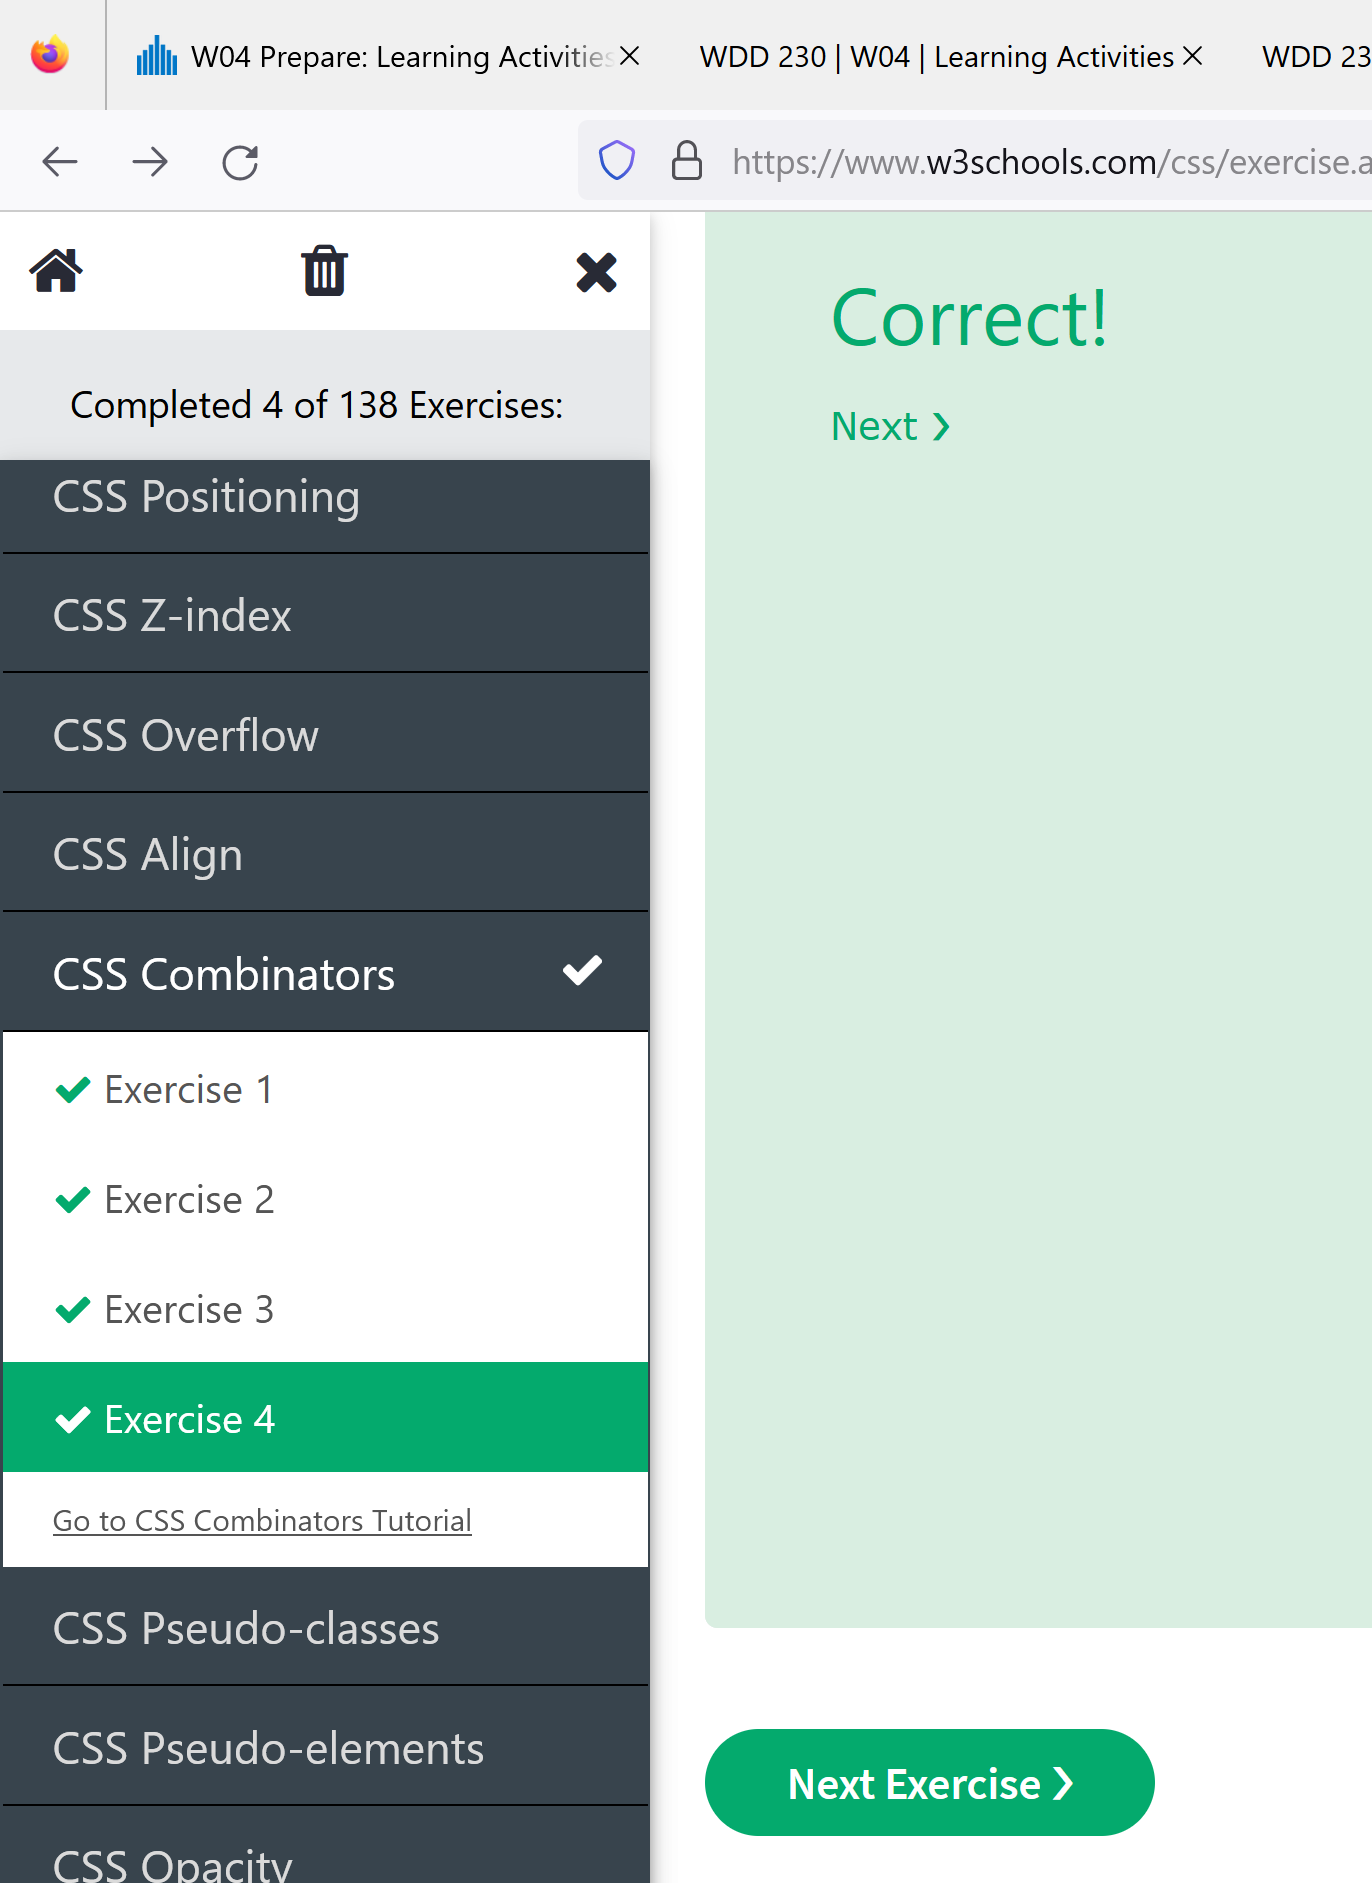 W04 Prepare: Learning Activities
WDD 230 | W04 | Learning Activities
WDD 23
https://www.w3schools.com/css/exercise.a
Completed 4 of 138 Exercises:
CSS Positioning
CSS Z-index
CSS Overflow
CSS Align
CSS Combinators
Exercise 1
Exercise 2
Exercise 3
Exercise 4
Go to CSS Combinators Tutorial
CSS Pseudo-classes
CSS Pseudo-elements
CSS Opacity
Correct!
Next ❯
Next Exercise ❯